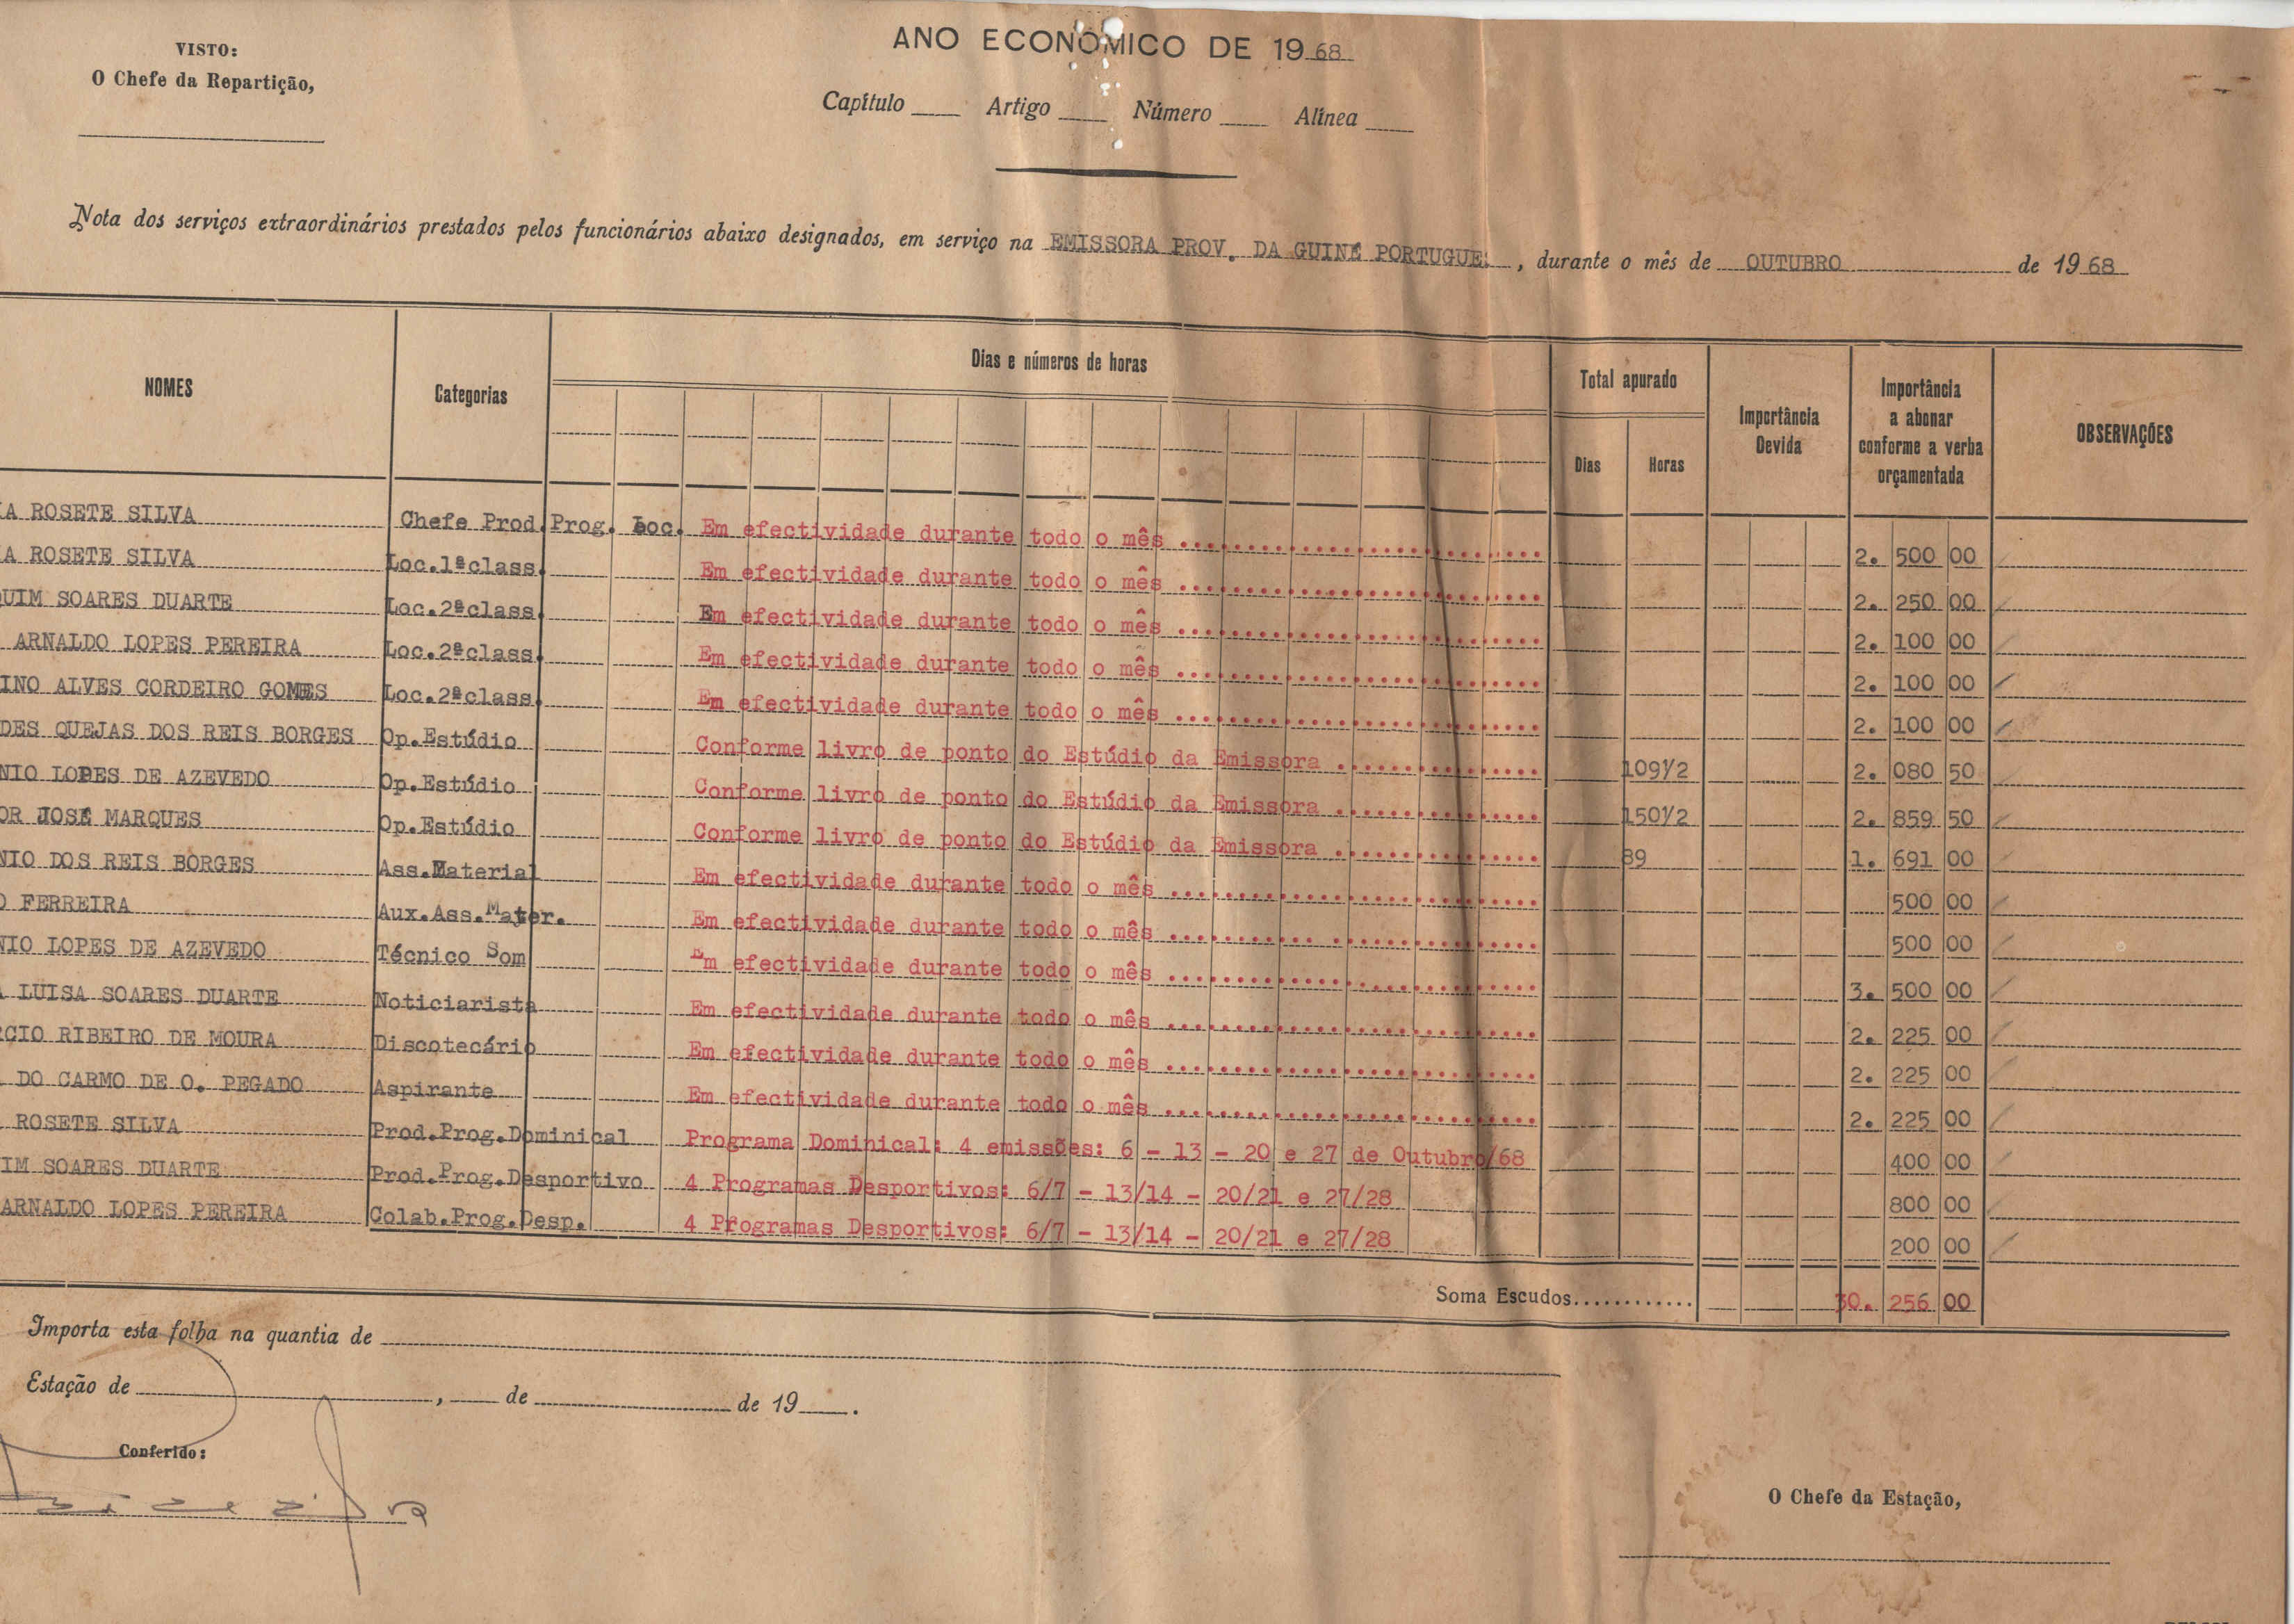 VISTO:
O Chefe da Repartição,
ANO ECONÓMICO DE 1968
Capítulo Artigo Número Alínea
Nota dos serviços extraordinários prestados pelos funcionários abaixo designados, em serviço na EMISSORA PROV. DA GUINÉ PORTUGUE, durante o mês de OUTUBRO de 1968
NOMES Categorias Dias e números de horas Total apurado Dias Horas Importância Devida Importância a abonar conforme a verba orçamentada OBSERVAÇÕES
A ROSETE SILVA Chefe Prod. Prog. Loc. Em efectividade durante todo o mês .......................... 2. 500 00
A ROSETE SILVA Loc.1ªclass. Em efectividade durante todo o mês .......................... 2. 250 00
UIM SOARES DUARTE Loc.2ªclass. Em efectividade durante todo o mês .......................... 2. 100 00
ARNALDO LOPES PEREIRA Loc.2ªclass. Em efectividade durante todo o mês .......................... 2. 100 00
INO ALVES CORDEIRO GOMES Loc.2ªclass. Em efectividade durante todo o mês .......................... 2. 100 00
DES QUEJAS DOS REIS BORGES Op.Estúdio Conforme livro de ponto do Estúdio da Emissora ............... 109½ 2. 080 50
NIO LOPES DE AZEVEDO Op.Estúdio Conforme livro de ponto do Estúdio da Emissora ............... 150½ 2. 859 50
OR JOSÉ MARQUES Op.Estúdio Conforme livro de ponto do Estúdio da Emissora ............... 89 1. 691 00
NIO DOS REIS BORGES Ass.Material Em efectividade durante todo o mês .......................... 500 00
O FERREIRA Aux.Ass.Mater. Em efectividade durante todo o mês .......................... 500 00
NIO LOPES DE AZEVEDO Técnico Som Em efectividade durante todo o mês .......................... 3. 500 00
LUISA SOARES DUARTE Noticiarista Em efectividade durante todo o mês .......................... 2. 225 00
RCIO RIBEIRO DE MOURA Discotecário Em efectividade durante todo o mês .......................... 2. 225 00
DO CARMO DE O. PEGADO Aspirante Em efectividade durante todo o mês .......................... 2. 225 00
ROSETE SILVA Prod.Prog.Dominical Programa Dominical: 4 emissões: 6 - 13 - 20 e 27 de Outubro/68 400 00
IM SOARES DUARTE Prod.Prog.Desportivo 4 Programas Desportivos: 6/7 - 13/14 - 20/21 e 27/28 800 00
ARNALDO LOPES PEREIRA Colab.Prog.Desp. 4 Programas Desportivos: 6/7 - 13/14 - 20/21 e 27/28 200 00
Soma Escudos............ 30. 256 00
Importa esta folha na quantia de
Estação de , de de 19 .
Conferido:
O Chefe da Estação,